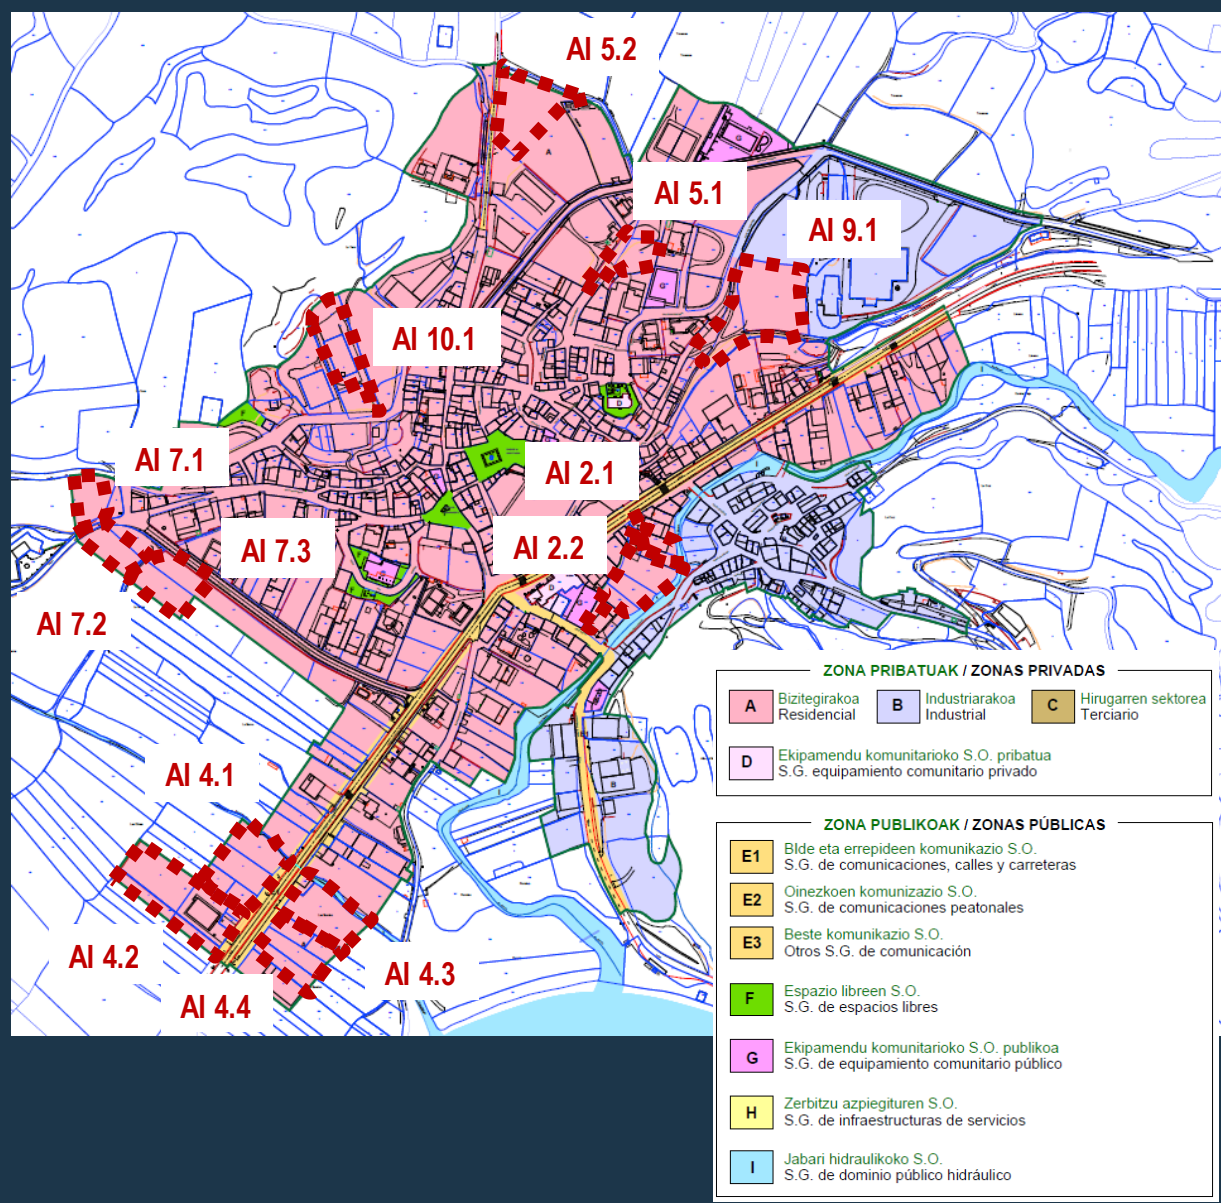 AI 5.2
AI 5.1
AI 9.1
AI 10.1
AI 7.1
AI 2.1
AI 7.3
AI 2.2
AI 7.2
AI 4.1
AI 4.2
AI 4.3
AI 4.4
ZONA PRIBATUAK / ZONAS PRIVADAS
A Bizitegirakoa
Residencial
B Industriarakoa
Industrial
C Hirugarren sektorea
Terciario
D Ekipamendu komunitarioko S.O. pribatua
S.G. equipamiento comunitario privado
ZONA PUBLIKOAK / ZONAS PÚBLICAS
E1 BIde eta errepideen komunikazio S.O.
S.G. de comunicaciones, calles y carreteras
E2 Oinezkoen komunizazio S.O.
S.G. de comunicaciones peatonales
E3 Beste komunikazio S.O.
Otros S.G. de comunicación
F Espazio libreen S.O.
S.G. de espacios libres
G Ekipamendu komunitarioko S.O. publikoa
S.G. de equipamiento comunitario público
H Zerbitzu azpiegituren S.O.
S.G. de infraestructuras de servicios
I Jabari hidraulikoko S.O.
S.G. de dominio público hidráulico